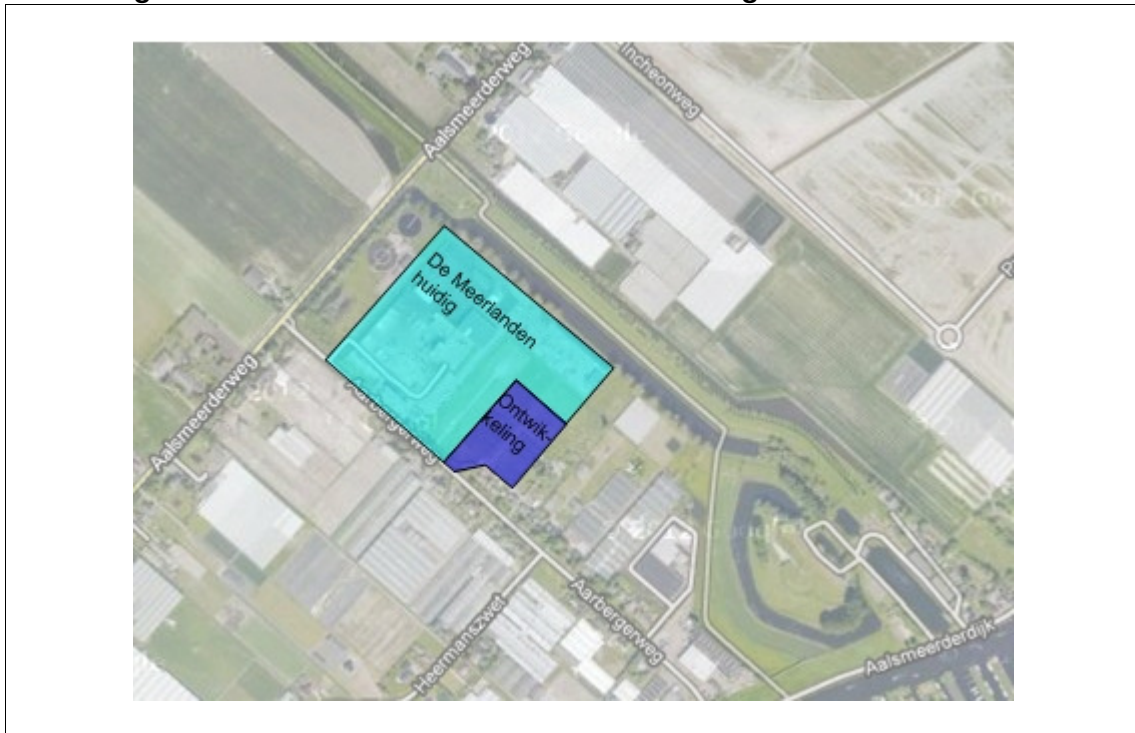 Aalsmeerderweg
Incheonweg
De Meerlanden
huidig
Ontwik-
keling
Aalsmeerderweg
Aarbergerweg
Heermanszwet
Aarbergerweg
Aalsmeerderdijk